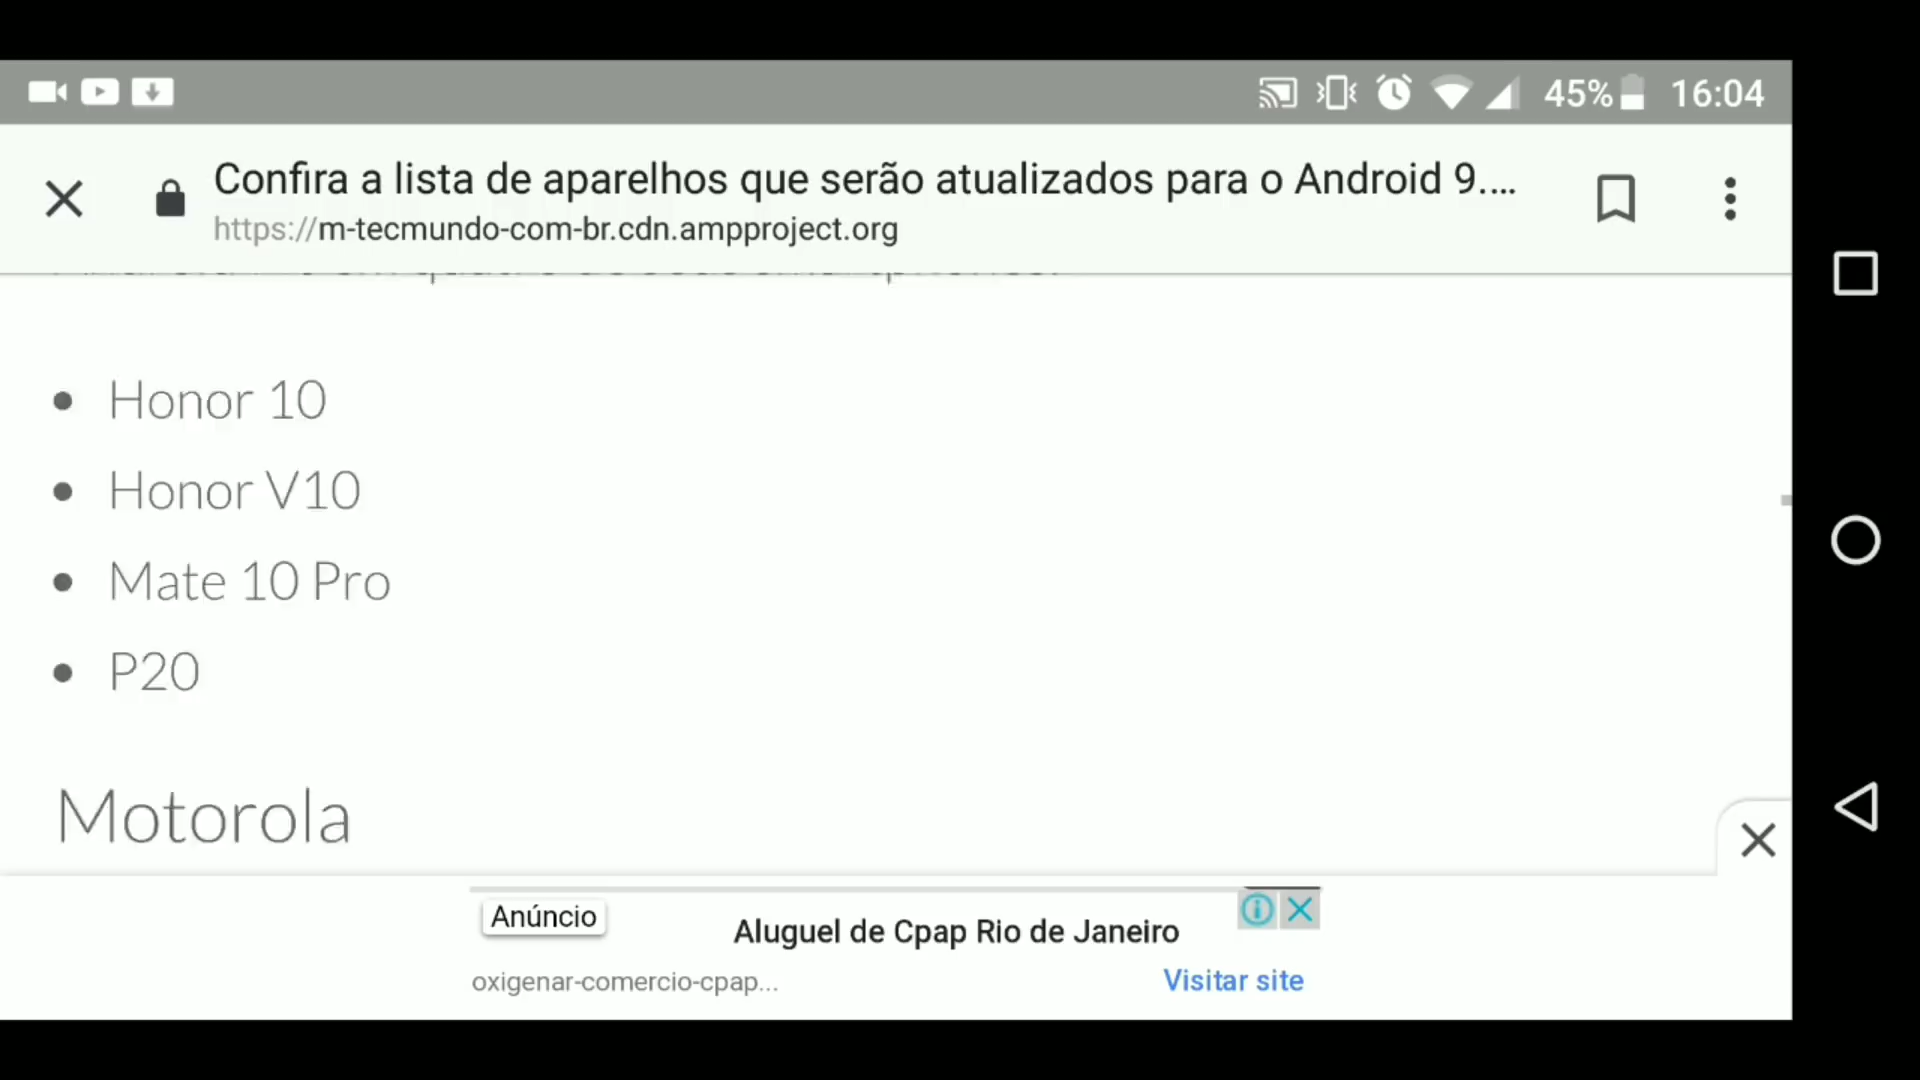 45% 16:04
Confira a lista de aparelhos que serão atualizados para o Android 9....
https://m-tecmundo-com-br.cdn.ampproject.org
Honor 10
Honor V10
Mate 10 Pro
P20
Motorola
Anúncio
Aluguel de Cpap Rio de Janeiro
oxigenar-comercio-cpap...
Visitar site